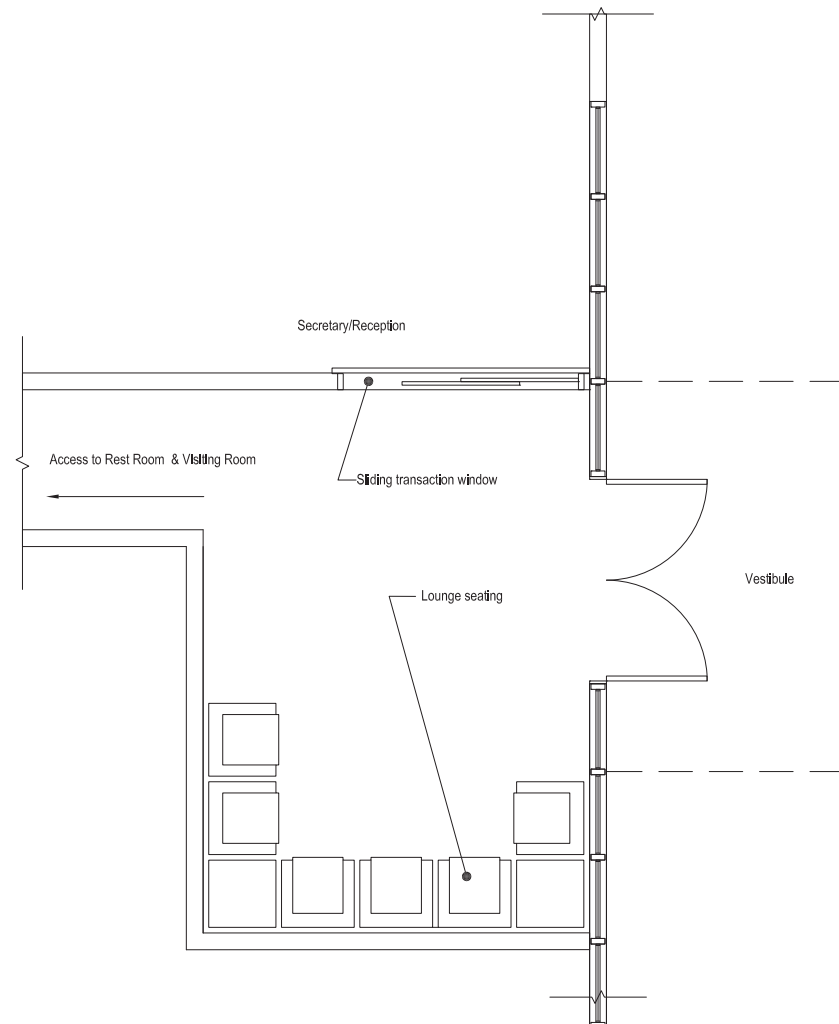 Secretary/Reception
Access to Rest Room & Visiting Room
Sliding transaction window
Lounge seating
Vestibule